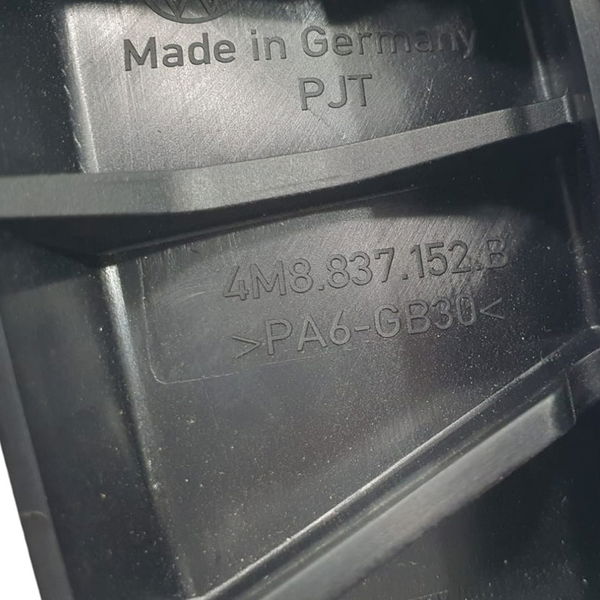 Made in Germany
PJT
4M8.837.152.B
>PA6-GB30<